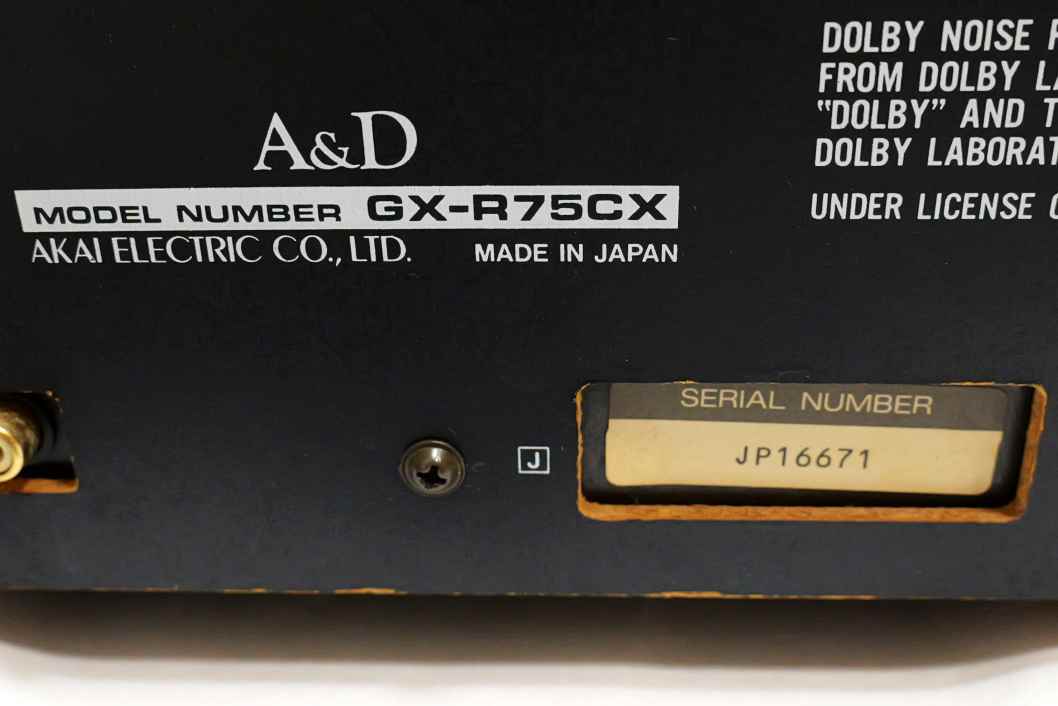 A&D
MODEL NUMBER GX-R75CX
AKAI ELECTRIC CO., LTD. MADE IN JAPAN
DOLBY NOISE
FROM DOLBY
"DOLBY" AND
DOLBY
UNDER LICENSE
J
SERIAL NUMBER
JP16671